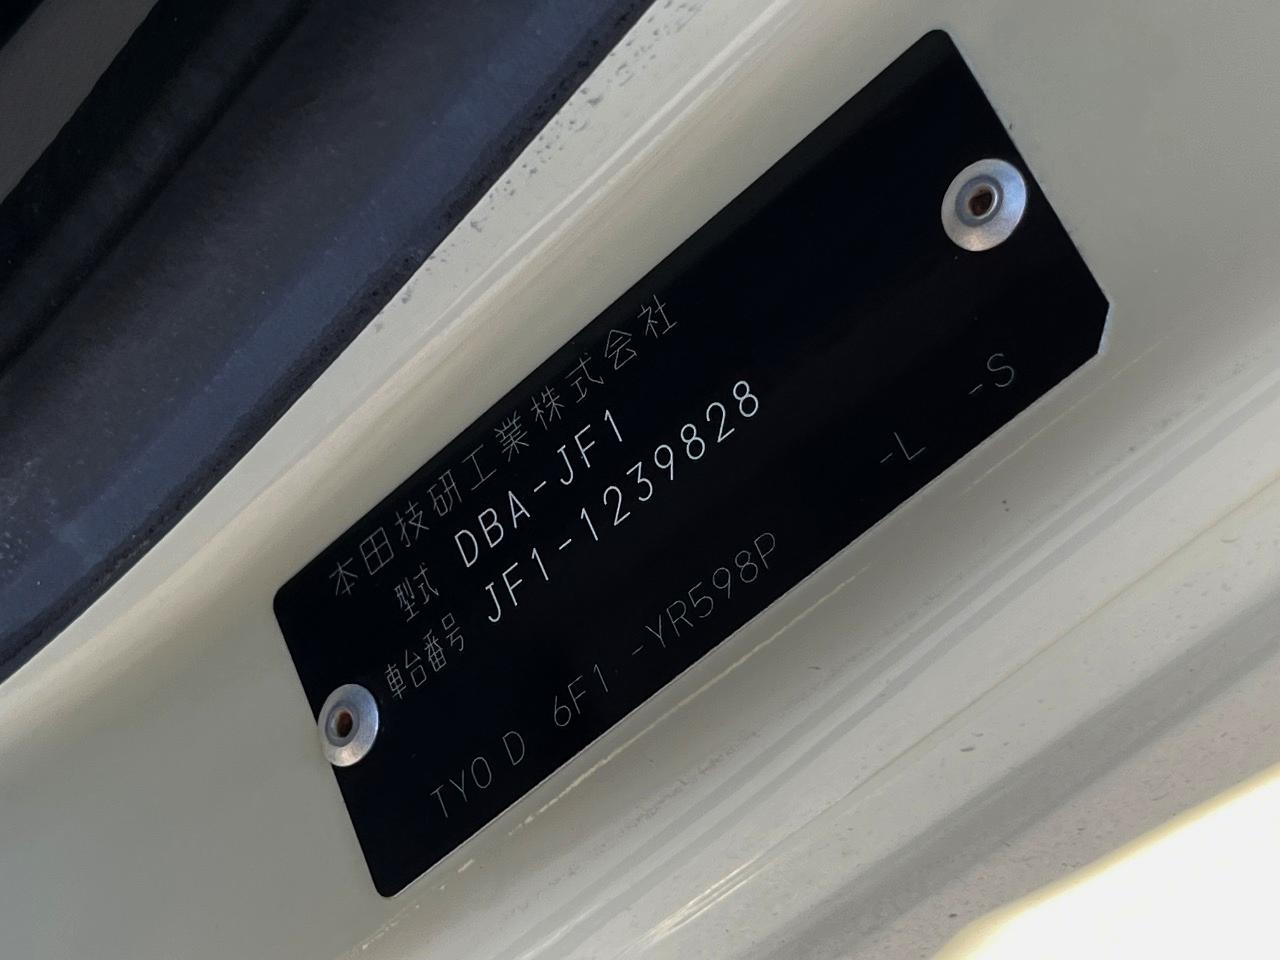 本田技研工業株式会社
型式 DBA-JF1
車台番号 JF1-1239828
TYO D 6F1 -YR598P -L -S